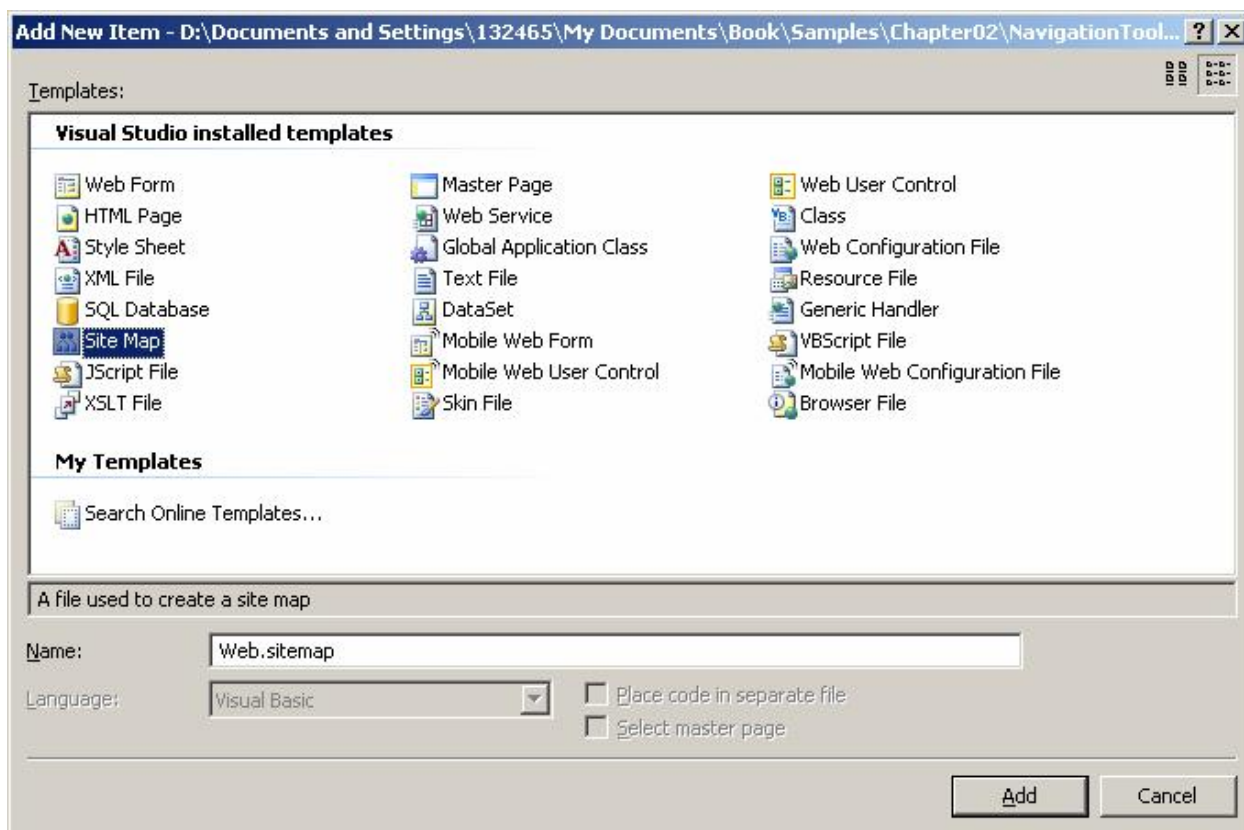 Add New Item - D:\Documents and Settings\132465\My Documents\Book\Samples\Chapter02\NavigationTool...
Templates:
Visual Studio installed templates
Web Form
Master Page
Web User Control
HTML Page
Web Service
Class
Style Sheet
Global Application Class
Web Configuration File
XML File
Text File
Resource File
SQL Database
DataSet
Generic Handler
Site Map
Mobile Web Form
VBScript File
JScript File
Mobile Web User Control
Mobile Web Configuration File
XSLT File
Skin File
Browser File
My Templates
Search Online Templates...
A file used to create a site map
Name:
Web.sitemap
Language:
Visual Basic
Place code in separate file
Select master page
Add
Cancel